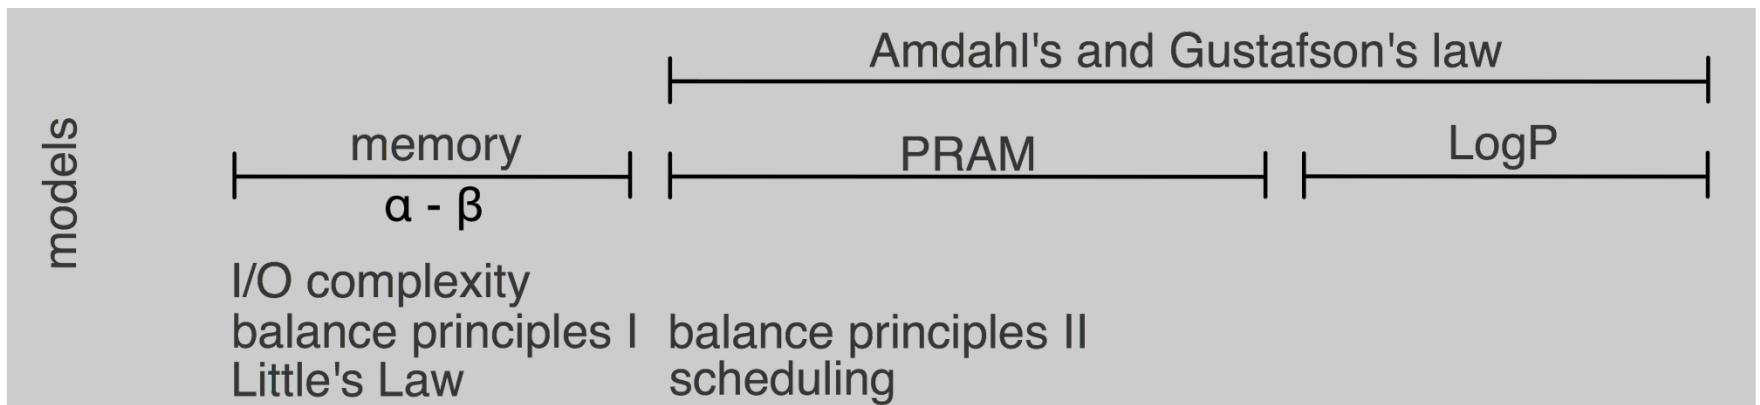 models
Amdahl's and Gustafson's law
memory
PRAM
LogP
α - β
I/O complexity
balance principles I
balance principles II
Little's Law
scheduling